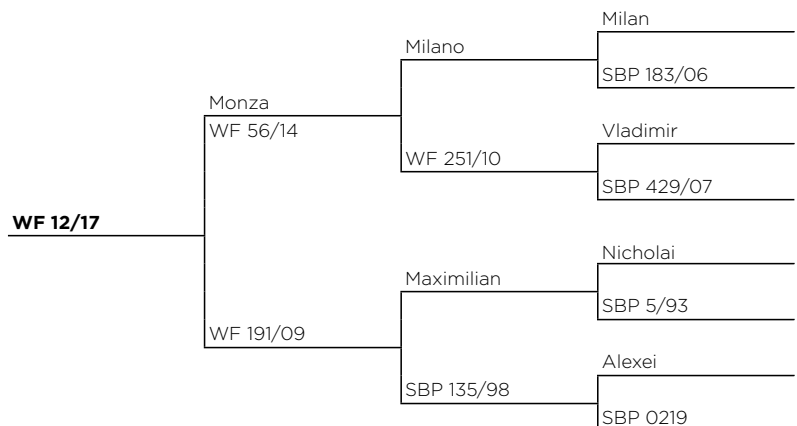 Milan
Milano
SBP 183/06
Monza
WF 56/14
Vladimir
WF 251/10
SBP 429/07
WF 12/17
Nicholai
Maximilian
SBP 5/93
WF 191/09
Alexei
SBP 135/98
SBP 0219